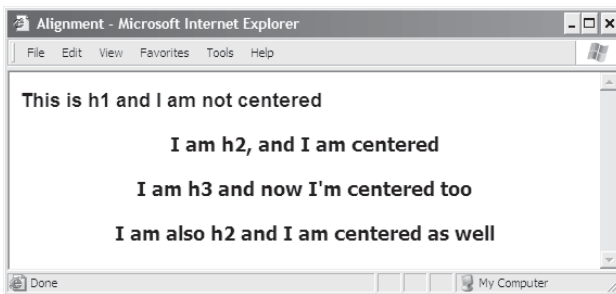 Alignment - Microsoft Internet Explorer
File Edit View Favorites Tools Help
This is h1 and I am not centered
I am h2, and I am centered
I am h3 and now I'm centered too
I am also h2 and I am centered as well
Done My Computer